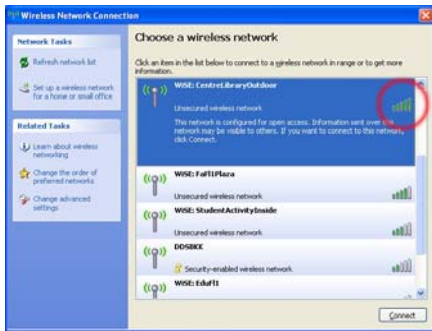 Wireless Network Connection
Network Tasks
Refresh network list
Set up a wireless network
for a home or small office
Related Tasks
Learn about wireless
networking
Change the order of
preferred networks
Change advanced
settings
Choose a wireless network
Click an item in the list below to connect to a wireless network in range or to get more
information.
WiSE: CentreLibraryOutdoor
Unsecured wireless network
This network is configured for open access. Information sent over this
network may be visible to others. If you want to connect to this network,
click Connect.
WiSE: FaFl1Plaza
Unsecured wireless network
WiSE: StudentActivityInside
Unsecured wireless network
DDSBKK
Security-enabled wireless network
WiSE: EduFl1
Connect